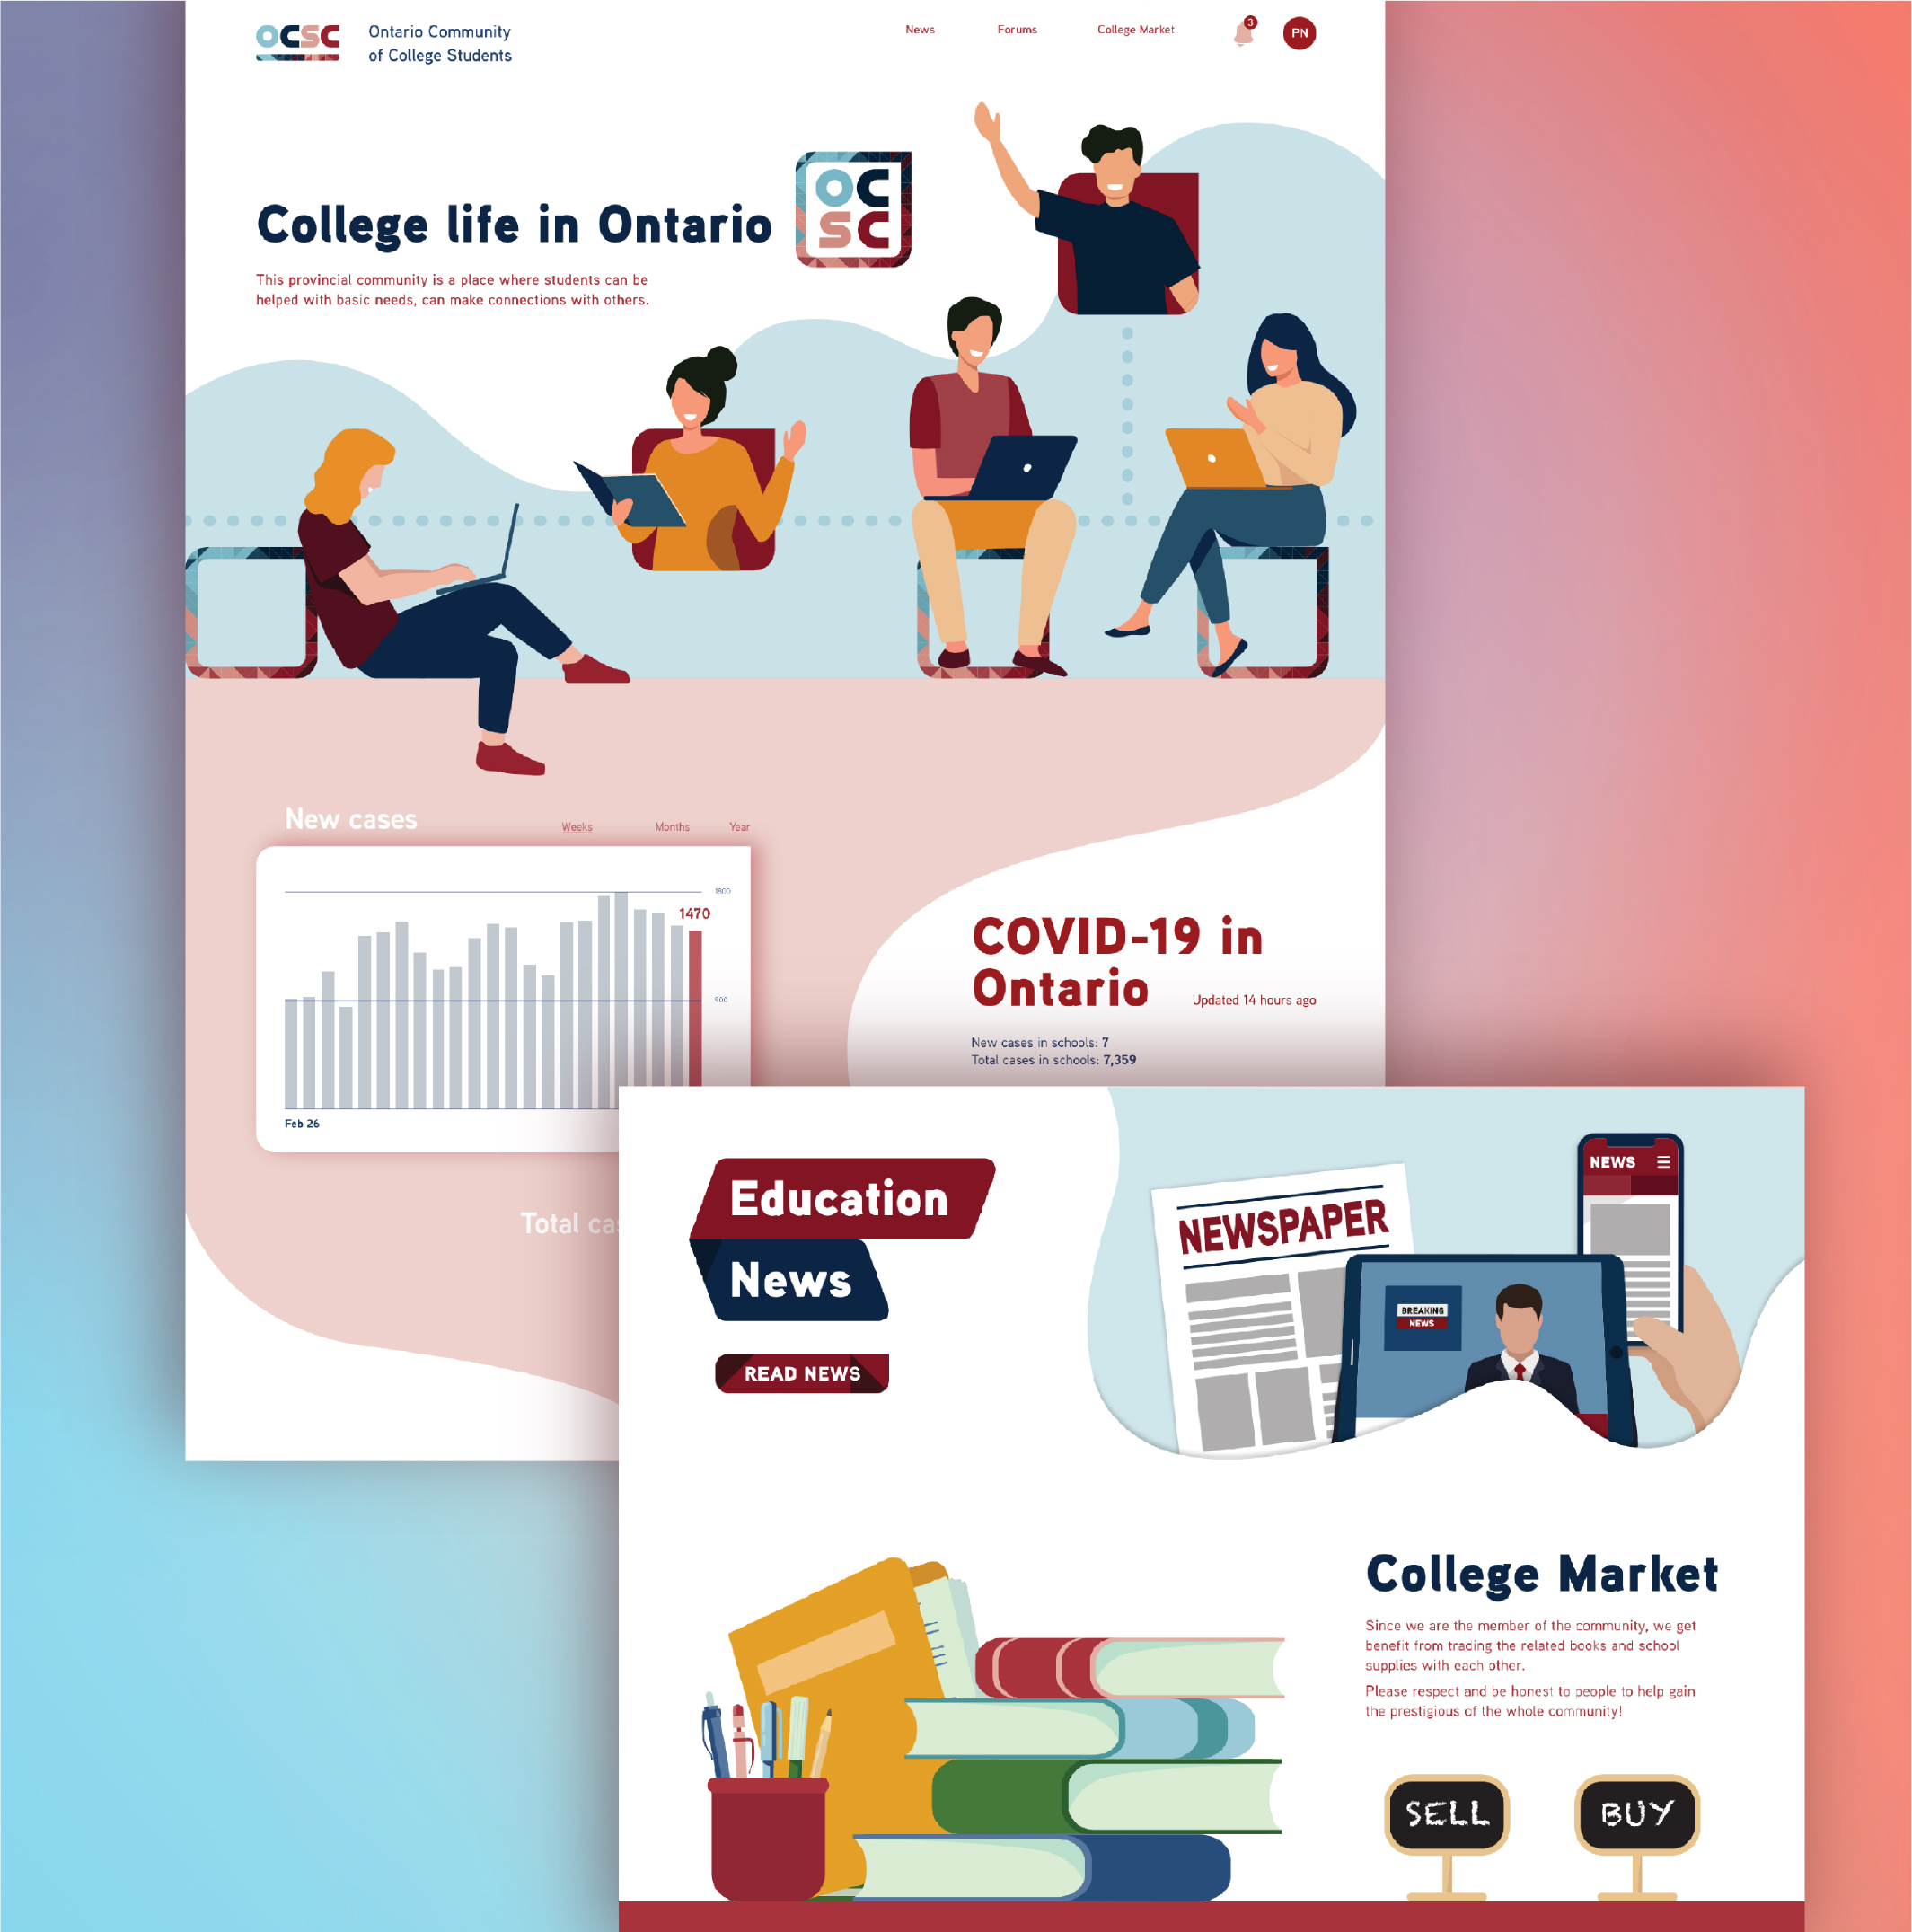 OCSC
Ontario Community
of College Students
News
Forums
College Market
3
PN
College life in Ontario
OC
SC
This provincial community is a place where students can be
helped with basic needs, can make connections with others.
New cases
Weeks
Months
Year
1800
1470
900
Feb 26
COVID-19 in
Ontario
Updated 14 hours ago
New cases in schools: 7
Total cases in schools: 7,359
Total ca
Education
News
READ NEWS
NEWSPAPER
NEWS
BREAKING
NEWS
College Market
Since we are the member of the community, we get
benefit from trading the related books and school
supplies with each other.
Please respect and be honest to people to help gain
the prestigious of the whole community!
SELL
BUY